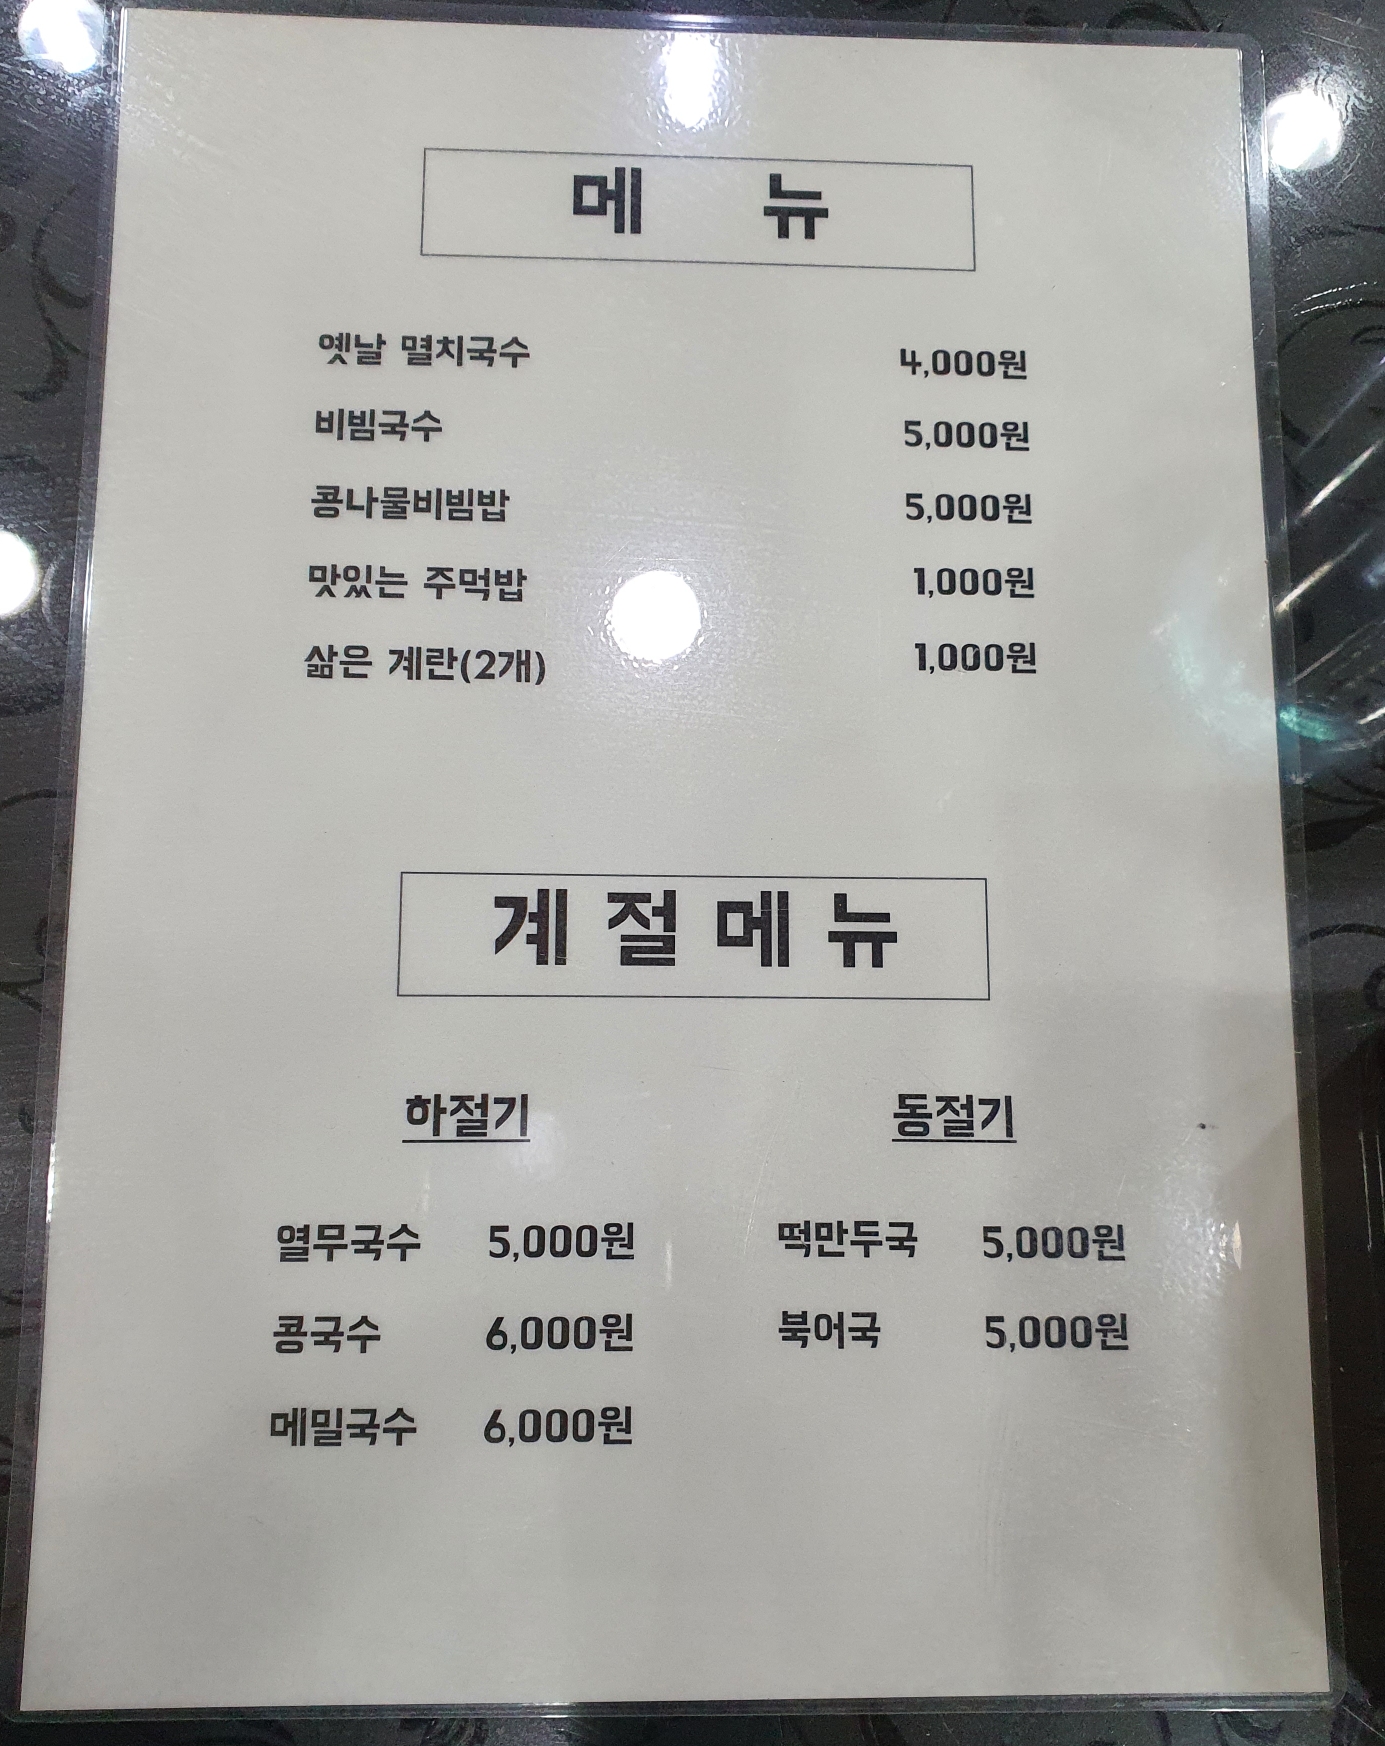 메 뉴
옛날 멸치국수 4,000원
비빔국수 5,000원
콩나물비빔밥 5,000원
맛있는 주먹밥 1,000원
삶은 계란(2개) 1,000원
계절메뉴
하절기 동절기
열무국수 5,000원 떡만두국 5,000원
콩국수 6,000원 북어국 5,000원
메밀국수 6,000원